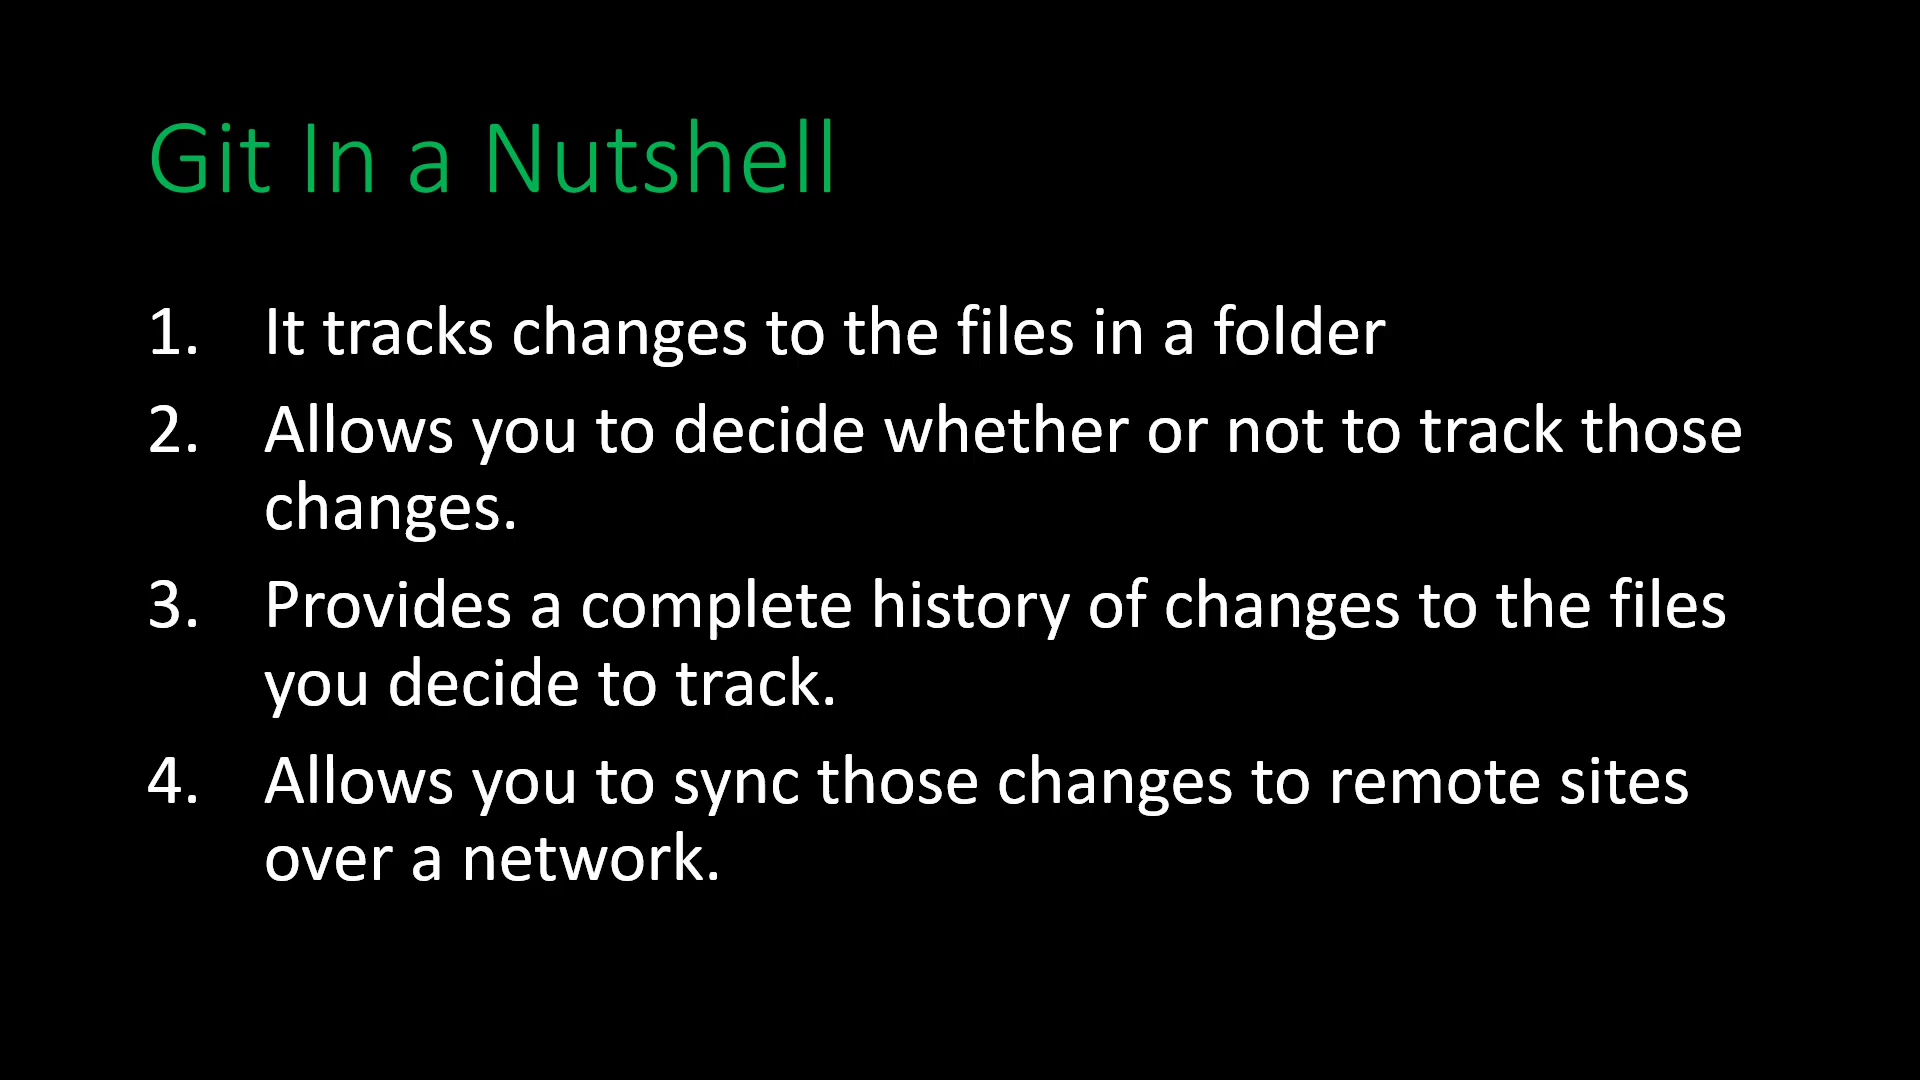 Git In a Nutshell
1. It tracks changes to the files in a folder
2. Allows you to decide whether or not to track those
changes.
3. Provides a complete history of changes to the files
you decide to track.
4. Allows you to sync those changes to remote sites
over a network.